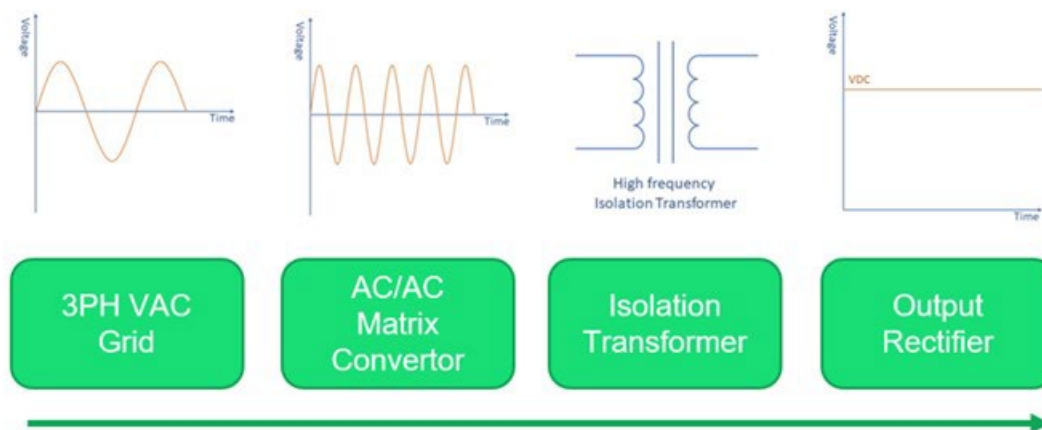 Voltage
Time
Voltage
Time
High frequency
Isolation Transformer
Voltage
VDC
Time
3PH VAC
Grid
AC/AC
Matrix
Convertor
Isolation
Transformer
Output
Rectifier